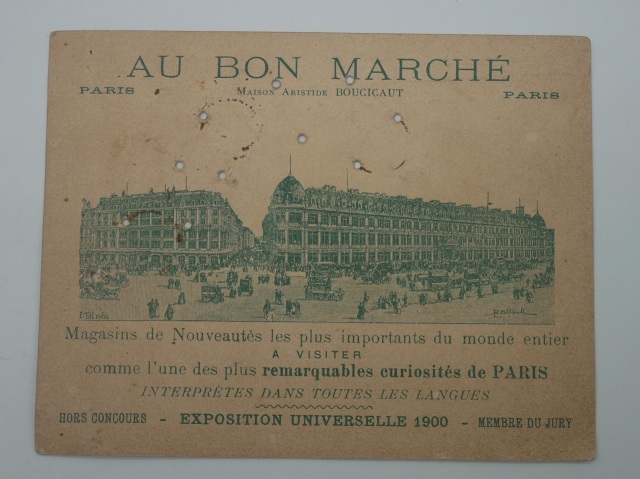 AU BON MARCHÉ
PARIS MAISON ARISTIDE BOUCICAUT PARIS
Magasins de Nouveautés les plus importants du monde entier
A VISITER
comme l'une des plus remarquables curiosités de PARIS
INTERPRÈTES DANS TOUTES LES LANGUES
HORS CONCOURS - EXPOSITION UNIVERSELLE 1900 - MEMBRE DU JURY